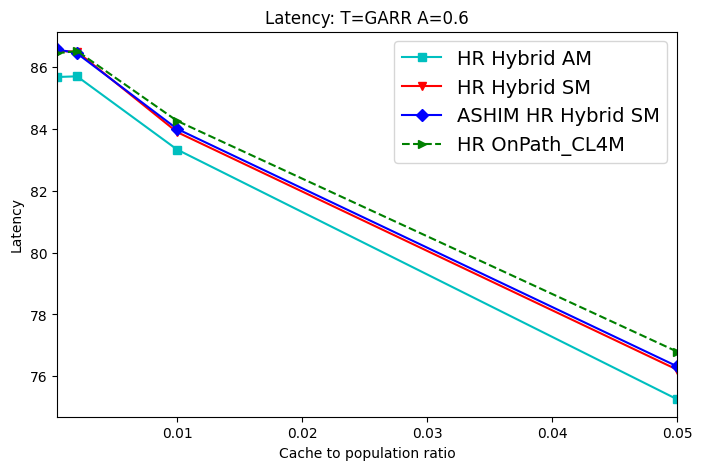 Latency: T=GARR A=0.6
HR Hybrid AM
HR Hybrid SM
ASHIM HR Hybrid SM
HR OnPath_CL4M
Latency
86
84
82
80
78
76
0.01
0.02
0.03
0.04
0.05
Cache to population ratio